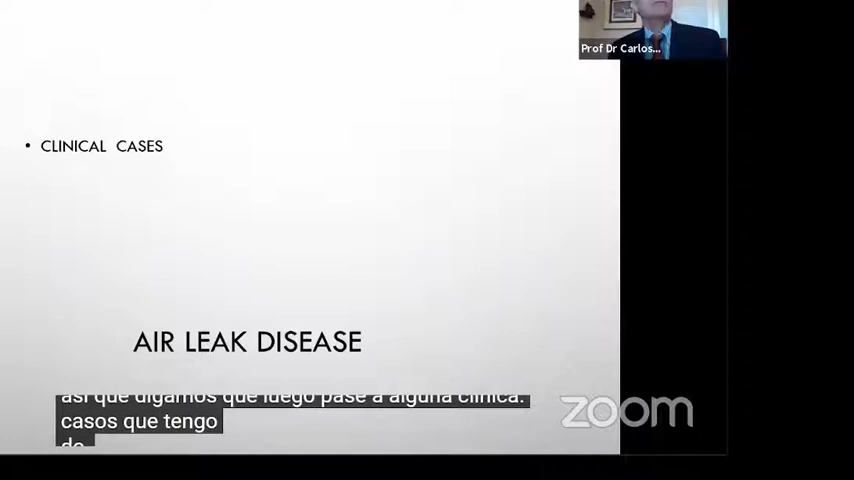 Prof Dr Carlos...
• CLINICAL CASES
AIR LEAK DISEASE
así que digamos que luego pase a alguna clínica.
casos que tengo
de
zoom